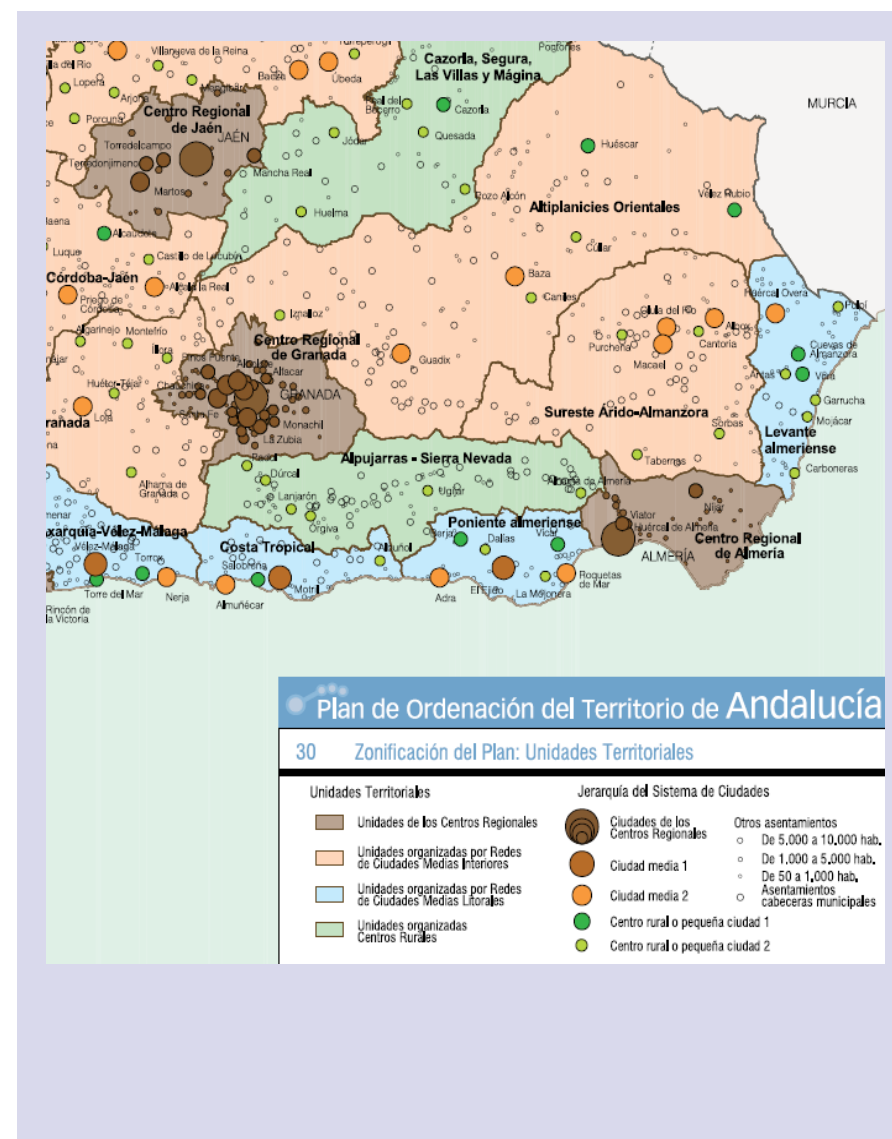 Villanueva de la Reina
Pogtones
Cazorla, Segura,
Las Villas y Mágina
Úbeda
Lopera
Arjona
MURCIA
Porcuna
Centro Regional
de Jaén
JAÉN
Cazorla
Quesada
Jódar
Huéscar
Torredelcampo
Torredonjimeno
Mancha Real
Martos
Pozo Alcón
Vélez Rubio
Huelma
Altiplanicies Orientales
Alcaudete
Luque
Castillo de Locubín
Cúllar
Córdoba-Jaén
Alcalá la Real
Baza
Huércal Overa
Priego de
Córdoba
Caniles
Pulpí
Iznalloz
Olula del Río
Albox
Algarinejo
Montefrío
Centro Regional
de Granada
Purchena
Cantoria
Cuevas de
Almanzora
Íllora
Pinos Puente
Guadix
Macael
Alfacar
Antas
Vera
Huétor-Tájar
GRANADA
Garrucha
Santa Fe
Loja
Monachil
Sureste Árido-Almanzora
Mojácar
Sorbas
La Zubia
Levante
almeriense
Alpujarras - Sierra Nevada
Tabernas
Carboneras
Padul
Dúrcal
Alhama de
Granada
Alhama de Almería
Lanjarón
Ugíjar
Níjar
Órgiva
Viator
Poniente almeriense
Huércal de Almería
Axarquía-Vélez-Málaga
Berja
Vícar
Centro Regional
de Almería
Vélez-Málaga
Costa Tropical
Dalías
ALMERÍA
Albuñol
Torrox
Salobreña
Roquetas
de Mar
Torre del Mar
Nerja
Motril
Almuñécar
Adra
El Ejido
La Mojonera
Rincón de
la Victoria
Plan de Ordenación del Territorio de Andalucía
30 Zonificación del Plan: Unidades Territoriales
Unidades Territoriales
Unidades de los Centros Regionales
Unidades organizadas por Redes
de Ciudades Medias Interiores
Unidades organizadas por Redes
de Ciudades Medias Litorales
Unidades organizadas
Centros Rurales
Jerarquía del Sistema de Ciudades
Ciudades de los
Centros Regionales
Ciudad media 1
Ciudad media 2
Centro rural o pequeña ciudad 1
Centro rural o pequeña ciudad 2
Otros asentamientos
De 5.000 a 10.000 hab.
De 1.000 a 5.000 hab.
De 50 a 1.000 hab.
Asentamientos
cabeceras municipales